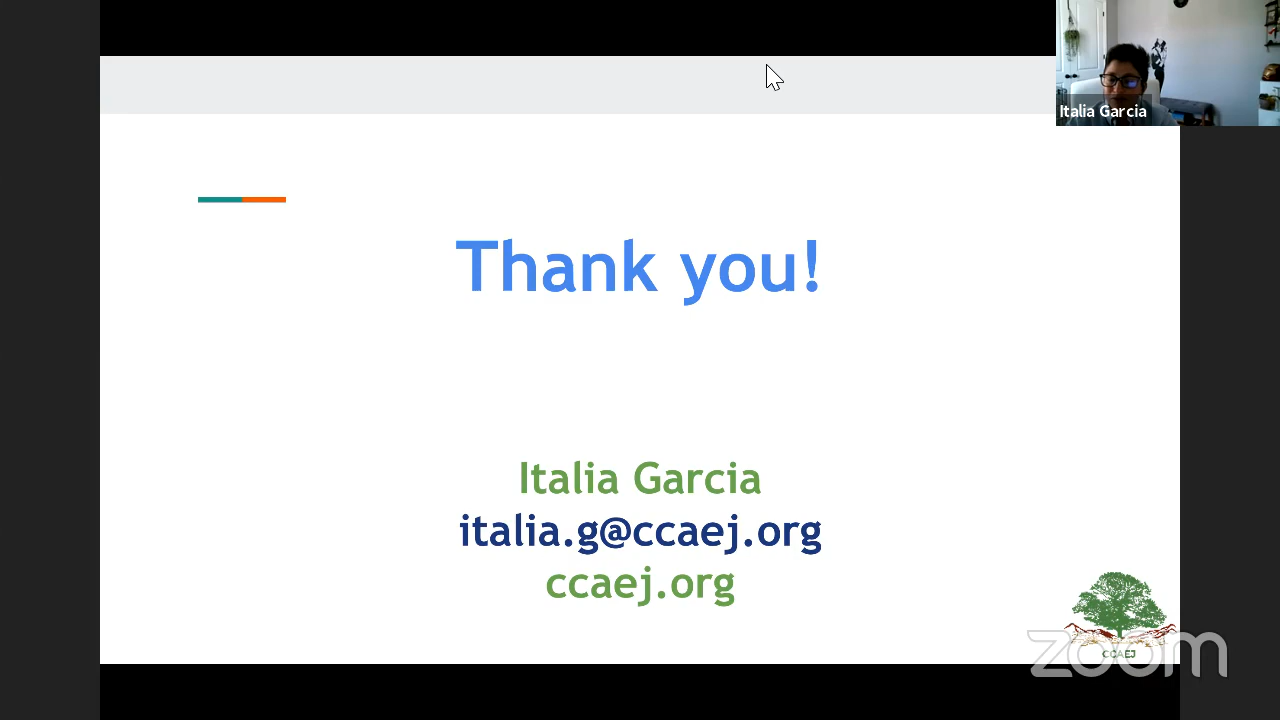 Italia Garcia
Thank you!
Italia Garcia
italia.g@ccaej.org
ccaej.org
CCAEJ
zoom